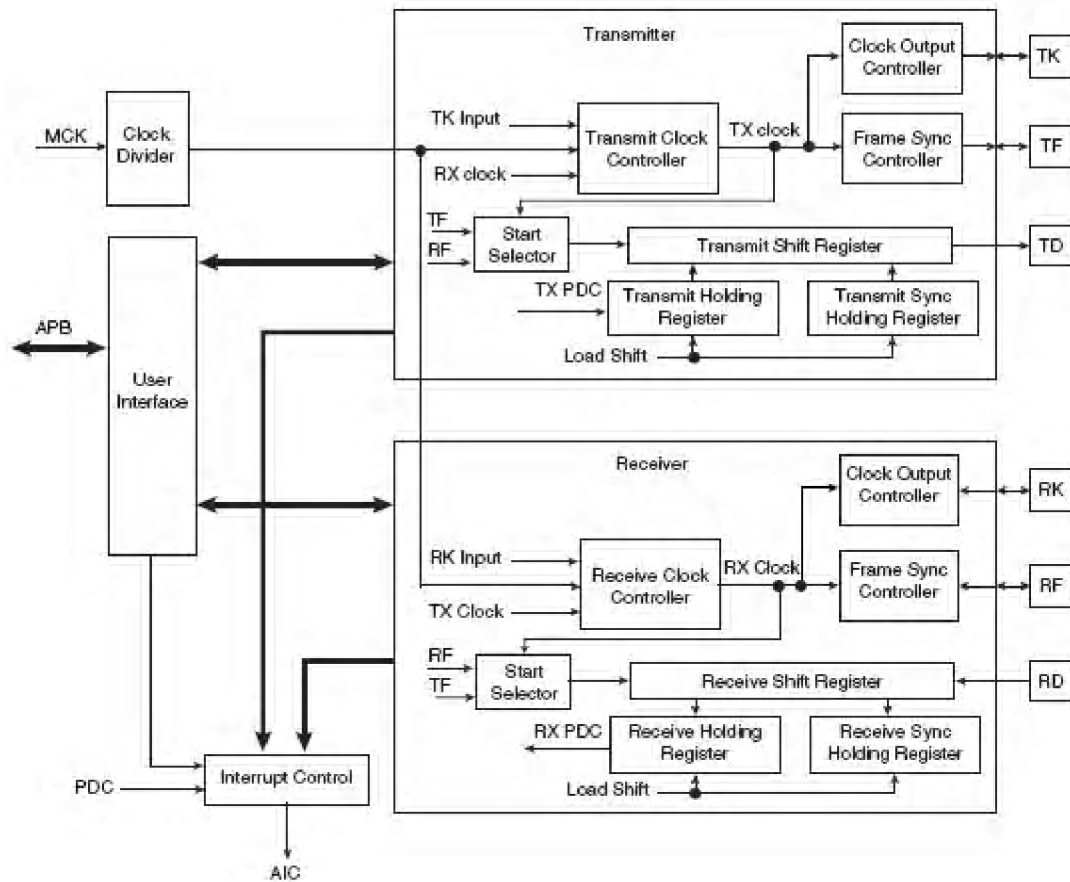 Transmitter
Clock Output
Controller
TK
MCK
Clock
Divider
TK Input
Transmit Clock
Controller
TX clock
Frame Sync
Controller
TF
RX clock
TF
RF
Start
Selector
Transmit Shift Register
TD
TX PDC
Transmit Holding
Register
Transmit Sync
Holding Register
Load Shift
APB
User
Interface
Receiver
Clock Output
Controller
RK
RK Input
Receive Clock
Controller
RX Clock
Frame Sync
Controller
RF
TX Clock
RF
TF
Start
Selector
Receive Shift Register
RD
RX PDC
Receive Holding
Register
Receive Sync
Holding Register
Load Shift
PDC
Interrupt Control
AIC